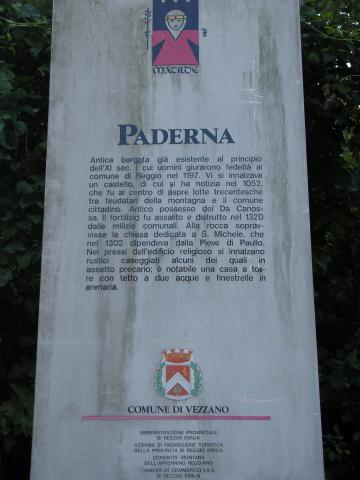 MATILDE
PADERNA
Antica borgata già esistente al principio
dell'XI sec. i cui uomini giurarono fedeltà al
comune di Reggio nel 1197. Vi si innalzava
un castello, di cui si ha notizia nel 1052,
che fu al centro di aspre lotte trecentesche
tra feudatari della montagna e il comune
cittadino. Antico possesso dei Da Canos-
sa, il fortilizio fu assalito e distrutto nel 1320
dalle milizie comunali. Alla rocca soprav-
visse la chiesa dedicata a S. Michele, che
nel 1302 dipendeva dalla Pieve di Paullo.
Nei pressi dell'edificio religioso si innalzano
rustici caseggiati alcuni dei quali in
assetto precario; è notabile una casa a tor-
re con tetto a due acque e finestrelle in
arenaria.
COMUNE DI VEZZANO
AMMINISTRAZIONE PROVINCIALE
DI REGGIO EMILIA
AZIENDA DI PROMOZIONE TURISTICA
DELLA PROVINCIA DI REGGIO EMILIA
COMUNITÀ MONTANA
DELL'APPENNINO REGGIANO
CAMERA DI COMMERCIO I.A.A.
DI REGGIO EMILIA